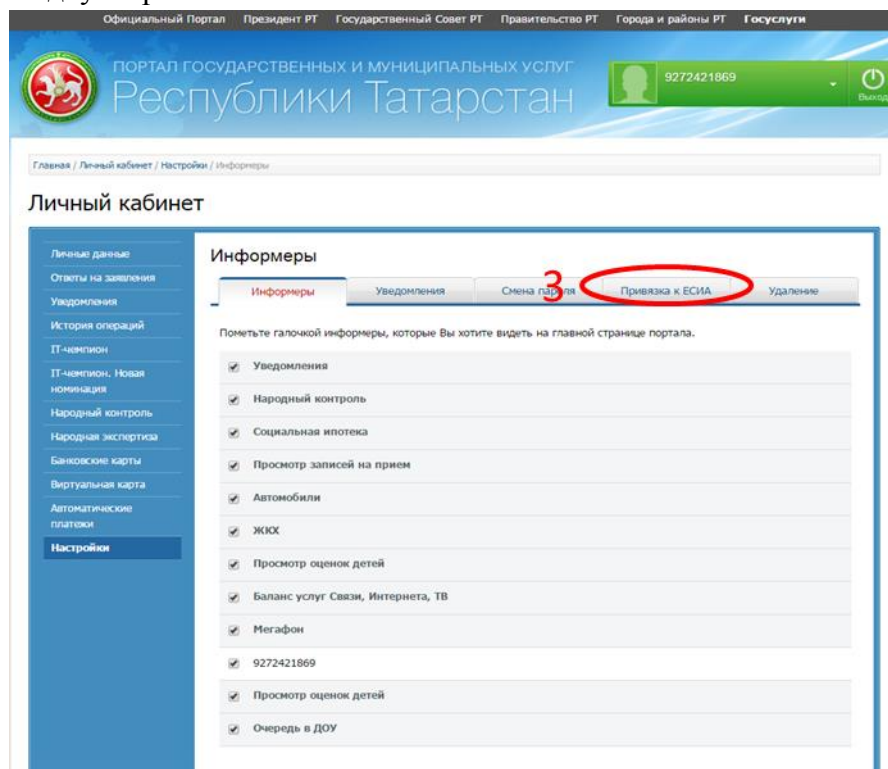 Официальный Портал Президент РТ Государственный Совет РТ Правительство РТ Города и районы РТ Госуслуги
ПОРТАЛ ГОСУДАРСТВЕННЫХ И МУНИЦИПАЛЬНЫХ УСЛУГ
Республики Татарстан
9272421869
Выход
Главная / Личный кабинет / Настройки / Информеры
Личный кабинет
Личные данные
Ответы на заявления
Уведомления
История операций
IT-чемпион
IT-чемпион. Новая
номинация
Народный контроль
Народная экспертиза
Банковские карты
Виртуальная карта
Автоматические
платежи
Настройки
Информеры
3
Информеры Уведомления Смена пароля Привязка к ЕСИА Удаление
Пометьте галочкой информеры, которые Вы хотите видеть на главной странице портала.
Уведомления
Народный контроль
Социальная ипотека
Просмотр записей на прием
Автомобили
ЖКХ
Просмотр оценок детей
Баланс услуг Связи, Интернета, ТВ
Мегафон
9272421869
Просмотр оценок детей
Очередь в ДОУ